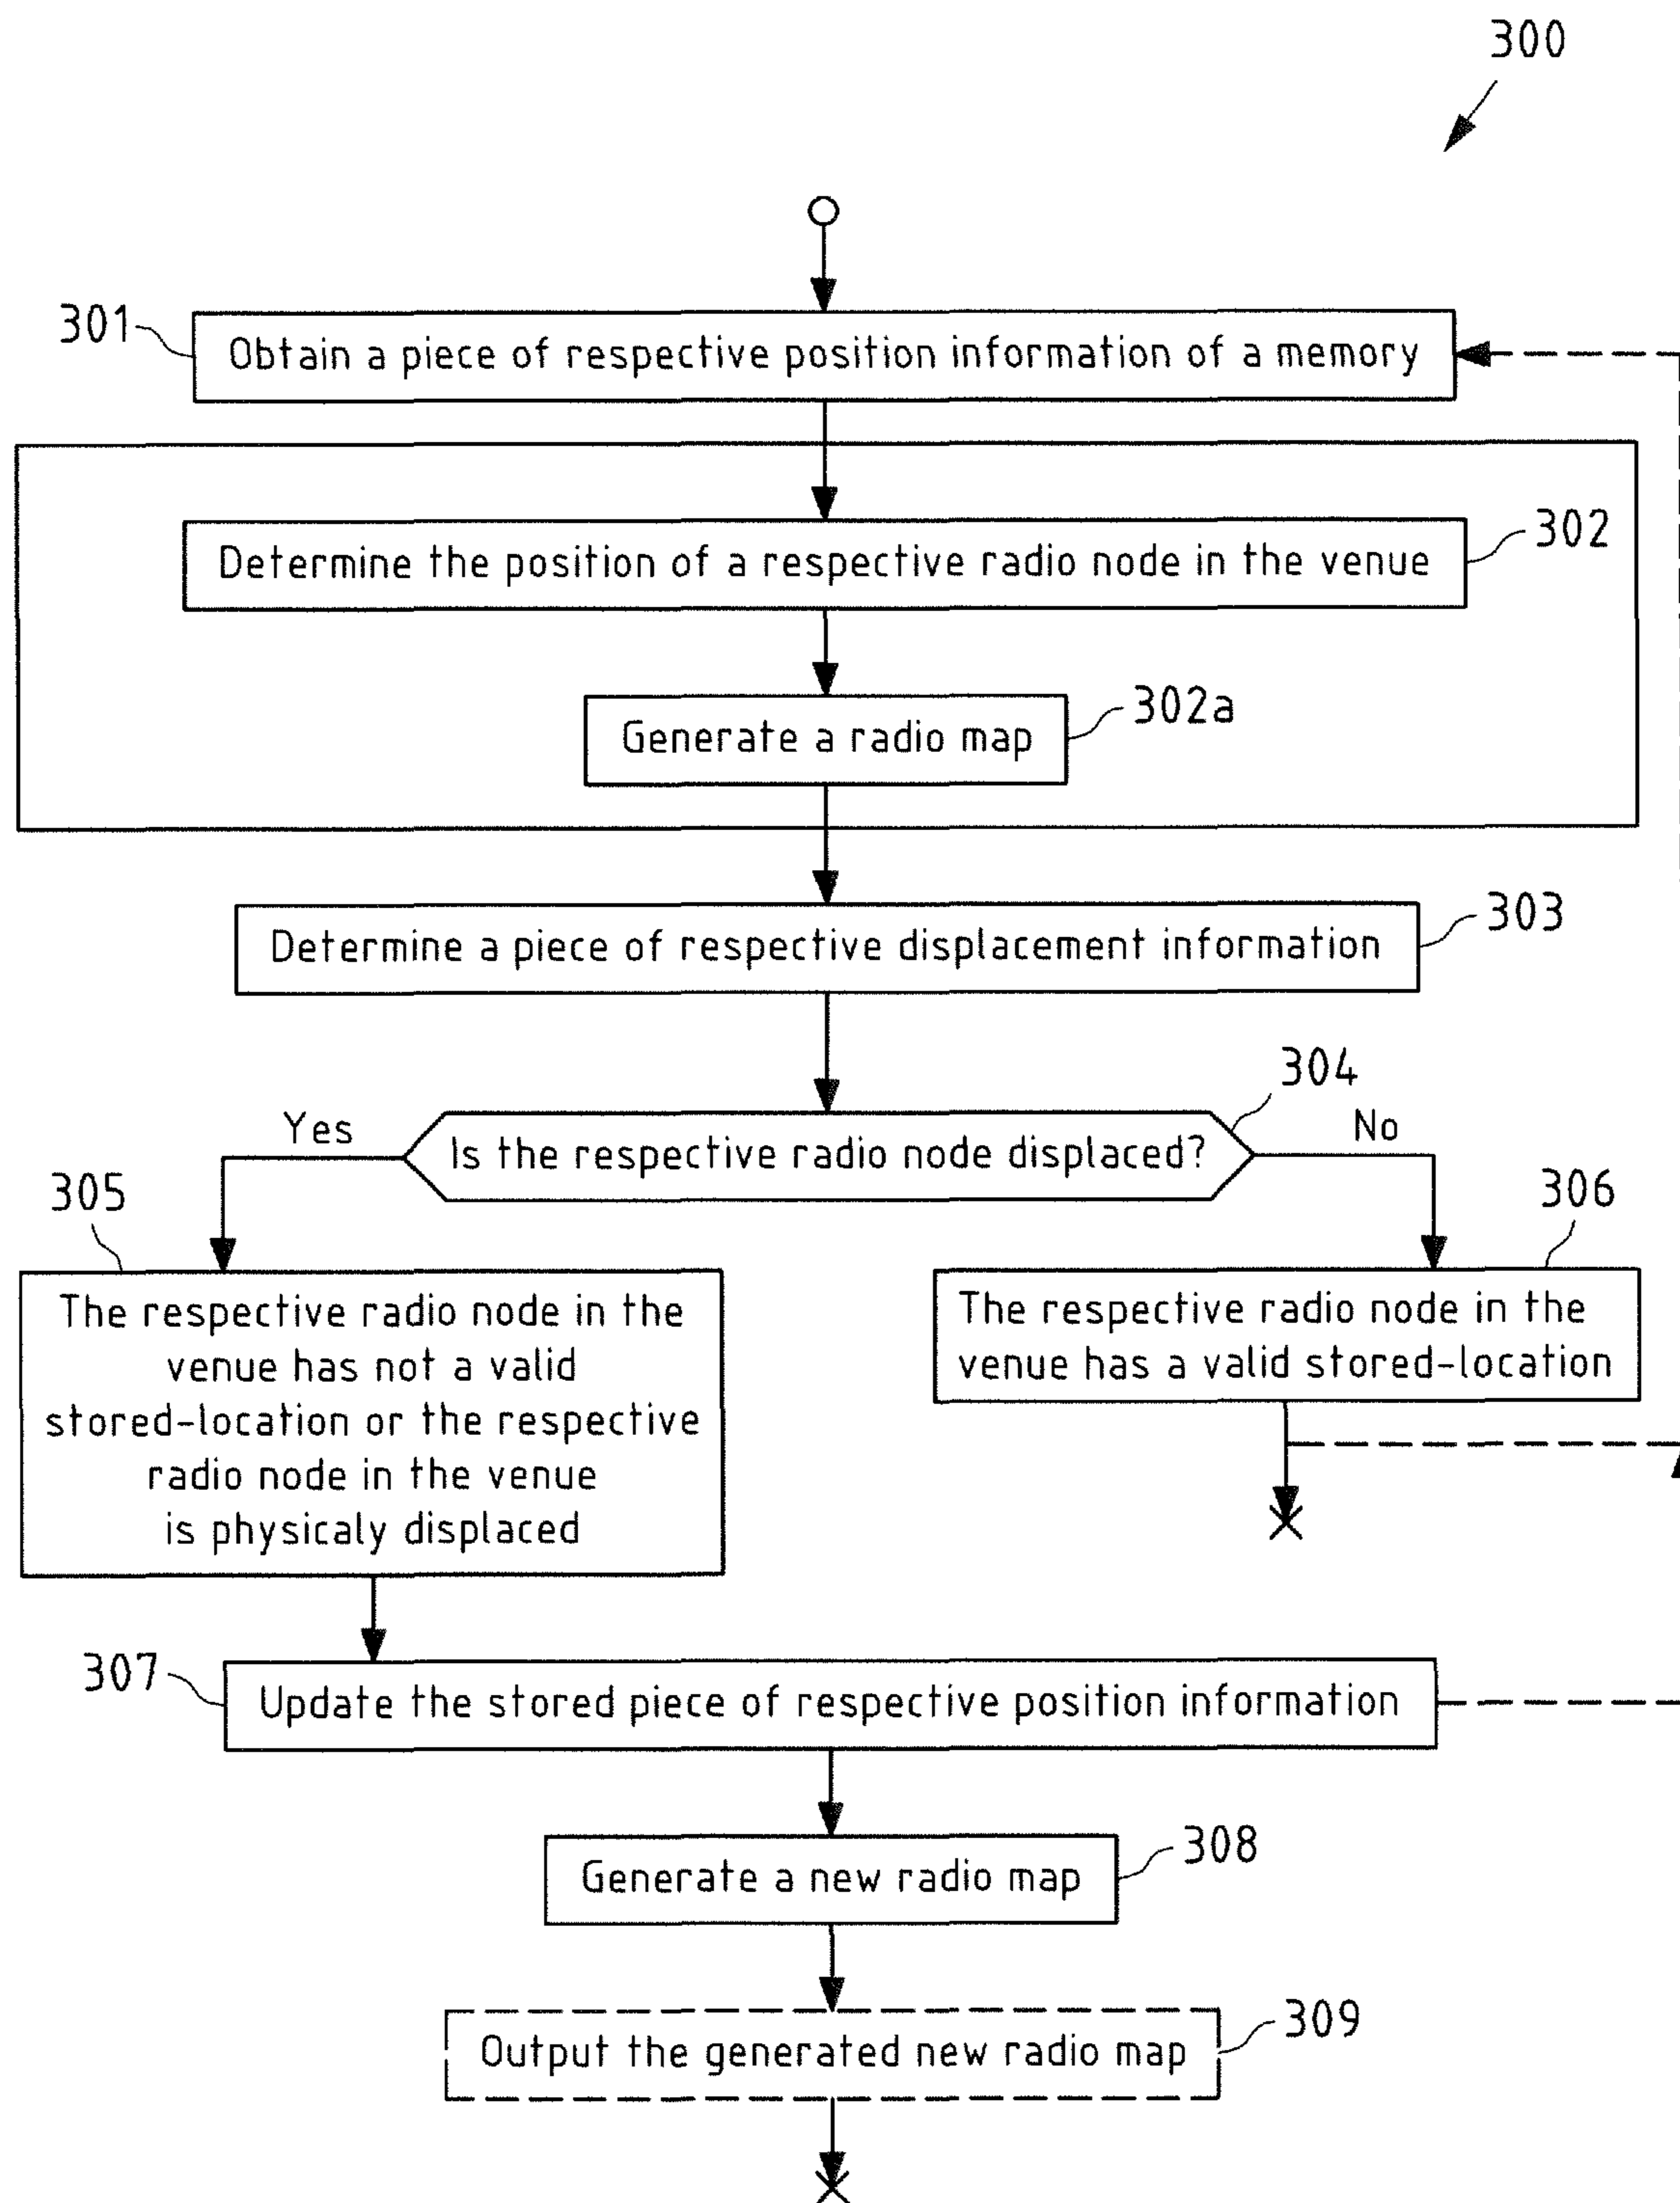 300
301
Obtain a piece of respective position information of a memory
Determine the position of a respective radio node in the venue
302
Generate a radio map
302a
Determine a piece of respective displacement information
303
304
Yes
Is the respective radio node displaced?
No
305
306
The respective radio node in the
venue has not a valid
stored-location or the respective
radio node in the venue
is physicaly displaced
The respective radio node in the
venue has a valid stored-location
307
Update the stored piece of respective position information
Generate a new radio map
308
Output the generated new radio map
309